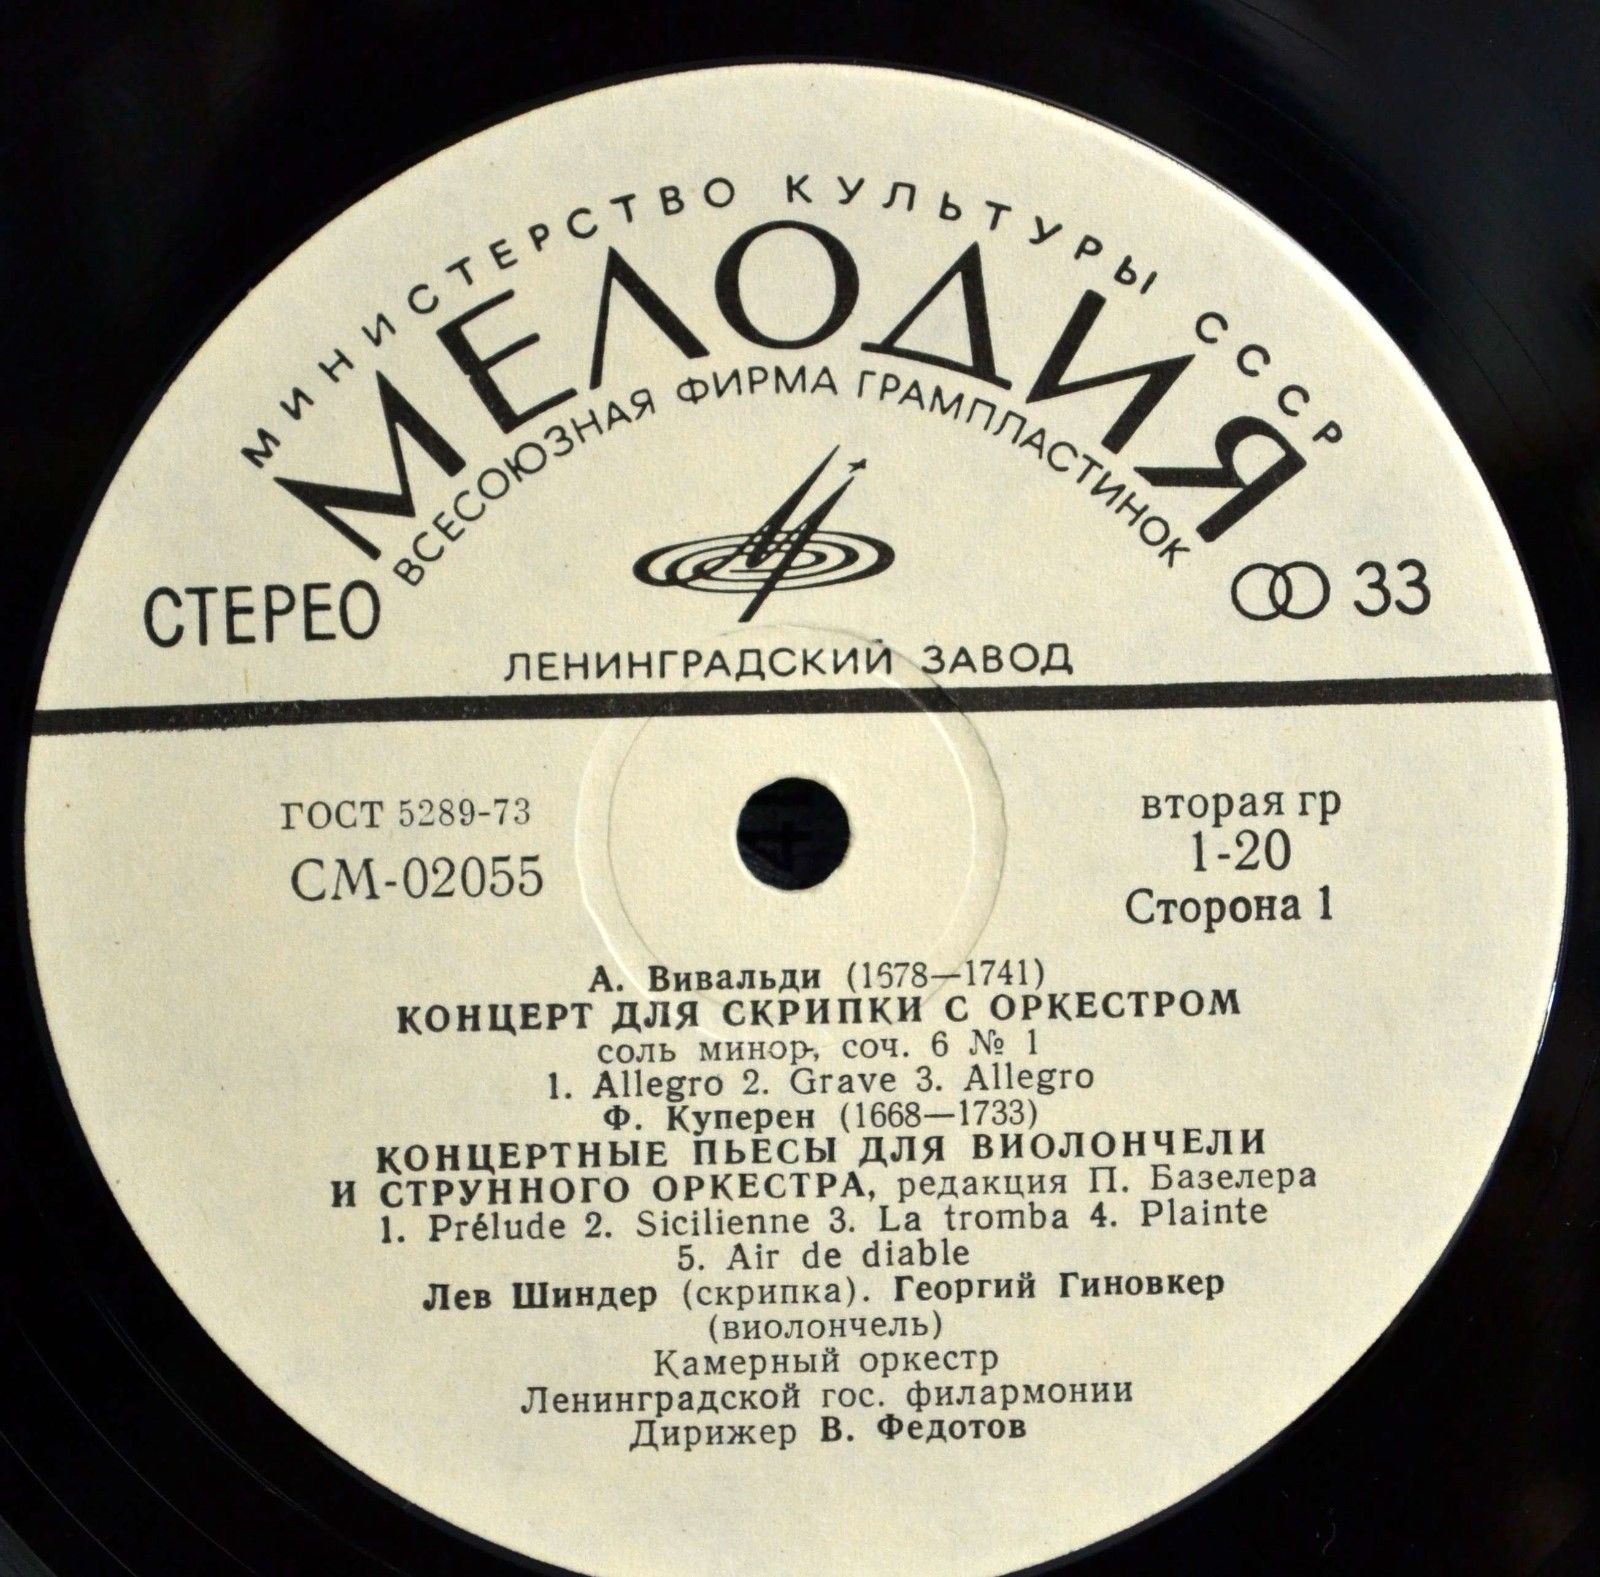 МИНИСТЕРСТВО КУЛЬТУРЫ СССР
МЕЛОДИЯ
ВСЕСОЮЗНАЯ ФИРМА ГРАМПЛАСТИНОК
СТЕРЕО
33
ЛЕНИНГРАДСКИЙ ЗАВОД
ГОСТ 5289-73
СМ-02055
вторая гр
1-20
Сторона 1
А. Вивальди (1678—1741)
КОНЦЕРТ ДЛЯ СКРИПКИ С ОРКЕСТРОМ
соль минор, соч. 6 № 1
1. Allegro 2. Grave 3. Allegro
Ф. Куперен (1668—1733)
КОНЦЕРТНЫЕ ПЬЕСЫ ДЛЯ ВИОЛОНЧЕЛИ
И СТРУННОГО ОРКЕСТРА, редакция П. Базелера
1. Prélude 2. Sicilienne 3. La tromba 4. Plainte
5. Air de diable
Лев Шиндер (скрипка). Георгий Гиновкер
(виолончель)
Камерный оркестр
Ленинградской гос. филармонии
Дирижер В. Федотов